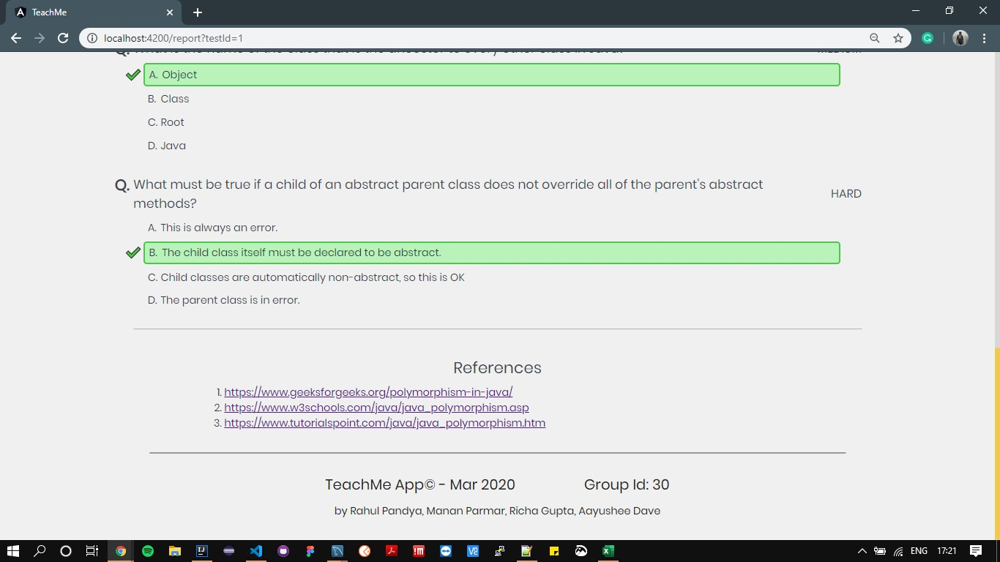 TeachMe
localhost:4200/report?testId=1
A. Object
B. Class
C. Root
D. Java
Q. What must be true if a child of an abstract parent class does not override all of the parent's abstract
methods?
HARD
A. This is always an error.
B. The child class itself must be declared to be abstract.
C. Child classes are automatically non-abstract, so this is OK
D. The parent class is in error.
References
1. https://www.geeksforgeeks.org/polymorphism-in-java/
2. https://www.w3schools.com/java/java_polymorphism.asp
3. https://www.tutorialspoint.com/java/java_polymorphism.htm
TeachMe App© - Mar 2020 Group Id: 30
by Rahul Pandya, Manan Parmar, Richa Gupta, Aayushee Dave
ENG 17:21